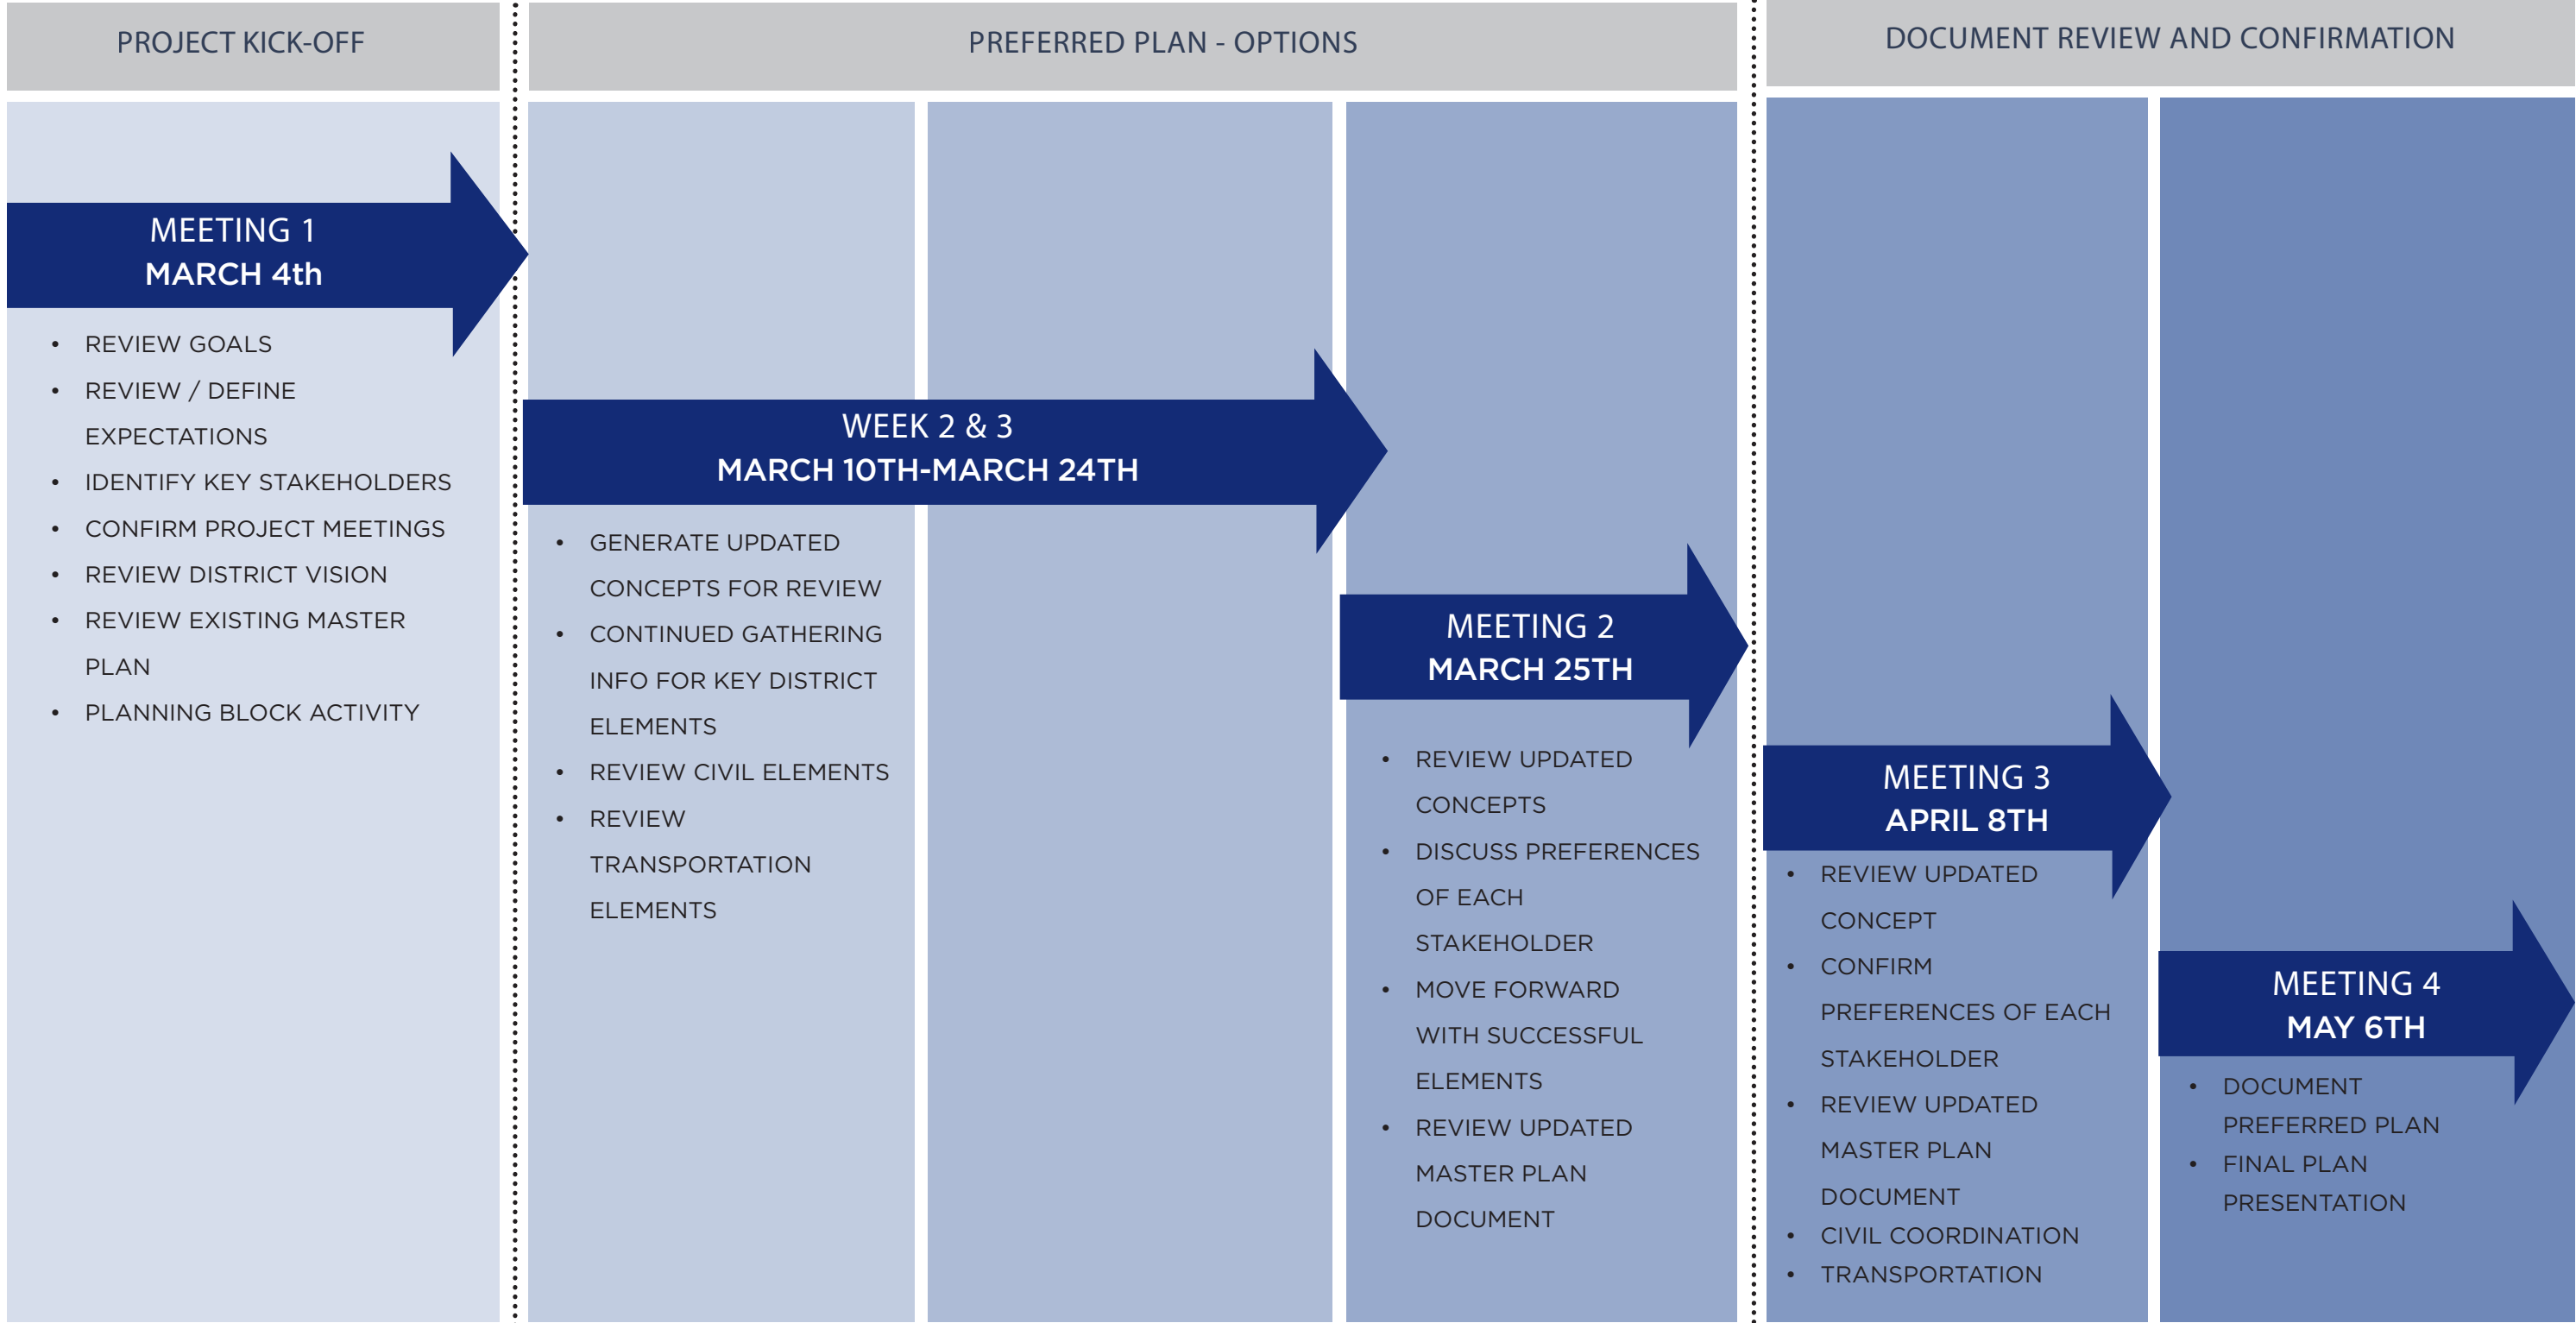 PROJECT KICK-OFF
PREFERRED PLAN - OPTIONS
DOCUMENT REVIEW AND CONFIRMATION
MEETING 1
MARCH 4th
• REVIEW GOALS
• REVIEW / DEFINE
EXPECTATIONS
• IDENTIFY KEY STAKEHOLDERS
• CONFIRM PROJECT MEETINGS
• REVIEW DISTRICT VISION
• REVIEW EXISTING MASTER
PLAN
• PLANNING BLOCK ACTIVITY
WEEK 2 & 3
MARCH 10TH-MARCH 24TH
• GENERATE UPDATED
CONCEPTS FOR REVIEW
• CONTINUED GATHERING
INFO FOR KEY DISTRICT
ELEMENTS
• REVIEW CIVIL ELEMENTS
• REVIEW
TRANSPORTATION
ELEMENTS
MEETING 2
MARCH 25TH
• REVIEW UPDATED
CONCEPTS
• DISCUSS PREFERENCES
OF EACH
STAKEHOLDER
• MOVE FORWARD
WITH SUCCESSFUL
ELEMENTS
• REVIEW UPDATED
MASTER PLAN
DOCUMENT
MEETING 3
APRIL 8TH
• REVIEW UPDATED
CONCEPT
• CONFIRM
PREFERENCES OF EACH
STAKEHOLDER
• REVIEW UPDATED
MASTER PLAN
DOCUMENT
• CIVIL COORDINATION
• TRANSPORTATION
MEETING 4
MAY 6TH
• DOCUMENT
PREFERRED PLAN
• FINAL PLAN
PRESENTATION